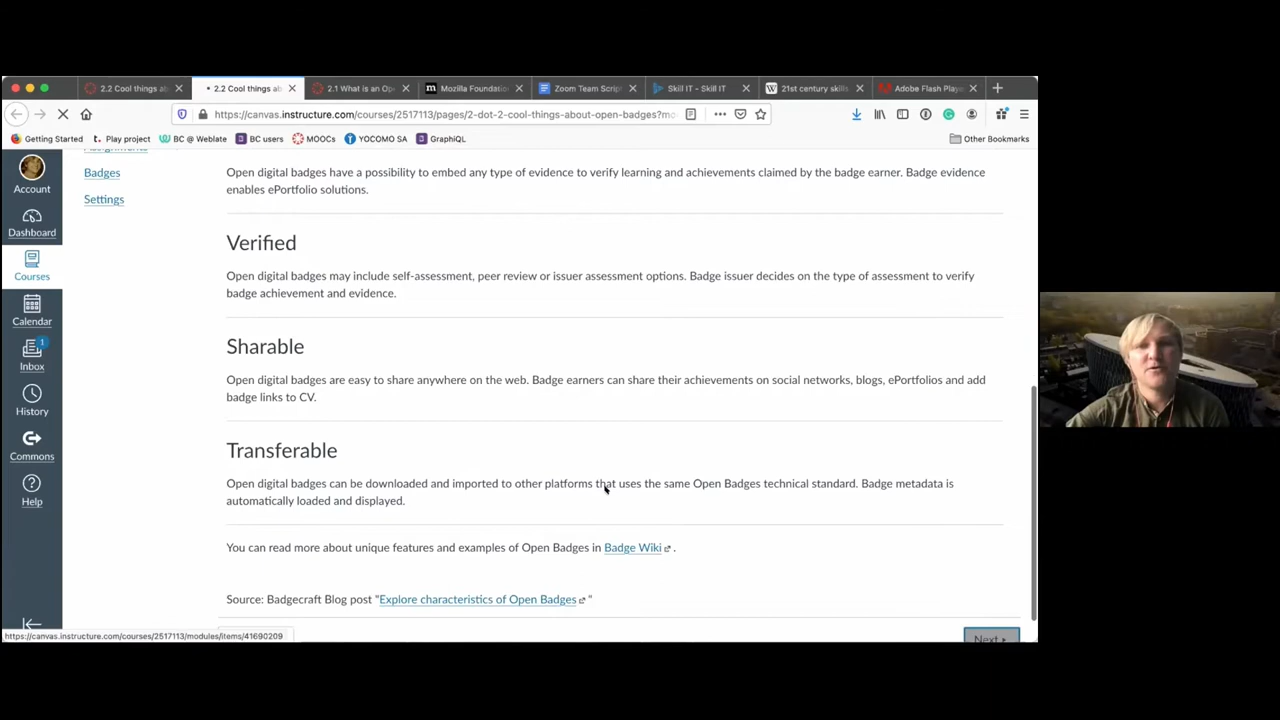 2.2 Cool things ab
2.2 Cool things ab
2.1 What is an Op
Mozilla Foundatio
Zoom Team Scrip
Skill IT - Skill IT
21st century skills
Adobe Flash Play
https://canvas.instructure.com/courses/2517113/pages/2-dot-2-cool-things-about-open-badges?mo
Getting Started
Play project
BC @ Weblate
BC users
MOOCs
YOCOMO SA
GraphiQL
Other Bookmarks
Account
Dashboard
Courses
Calendar
1
Inbox
History
Commons
Help
Assignments
Badges
Settings
Open digital badges have a possibility to embed any type of evidence to verify learning and achievements claimed by the badge earner. Badge evidence
enables ePortfolio solutions.
Verified
Open digital badges may include self-assessment, peer review or issuer assessment options. Badge issuer decides on the type of assessment to verify
badge achievement and evidence.
Sharable
Open digital badges are easy to share anywhere on the web. Badge earners can share their achievements on social networks, blogs, ePortfolios and add
badge links to CV.
Transferable
Open digital badges can be downloaded and imported to other platforms that uses the same Open Badges technical standard. Badge metadata is
automatically loaded and displayed.
You can read more about unique features and examples of Open Badges in Badge Wiki .
Source: Badgecraft Blog post "Explore characteristics of Open Badges "
Next
https://canvas.instructure.com/courses/2517113/modules/items/41690209